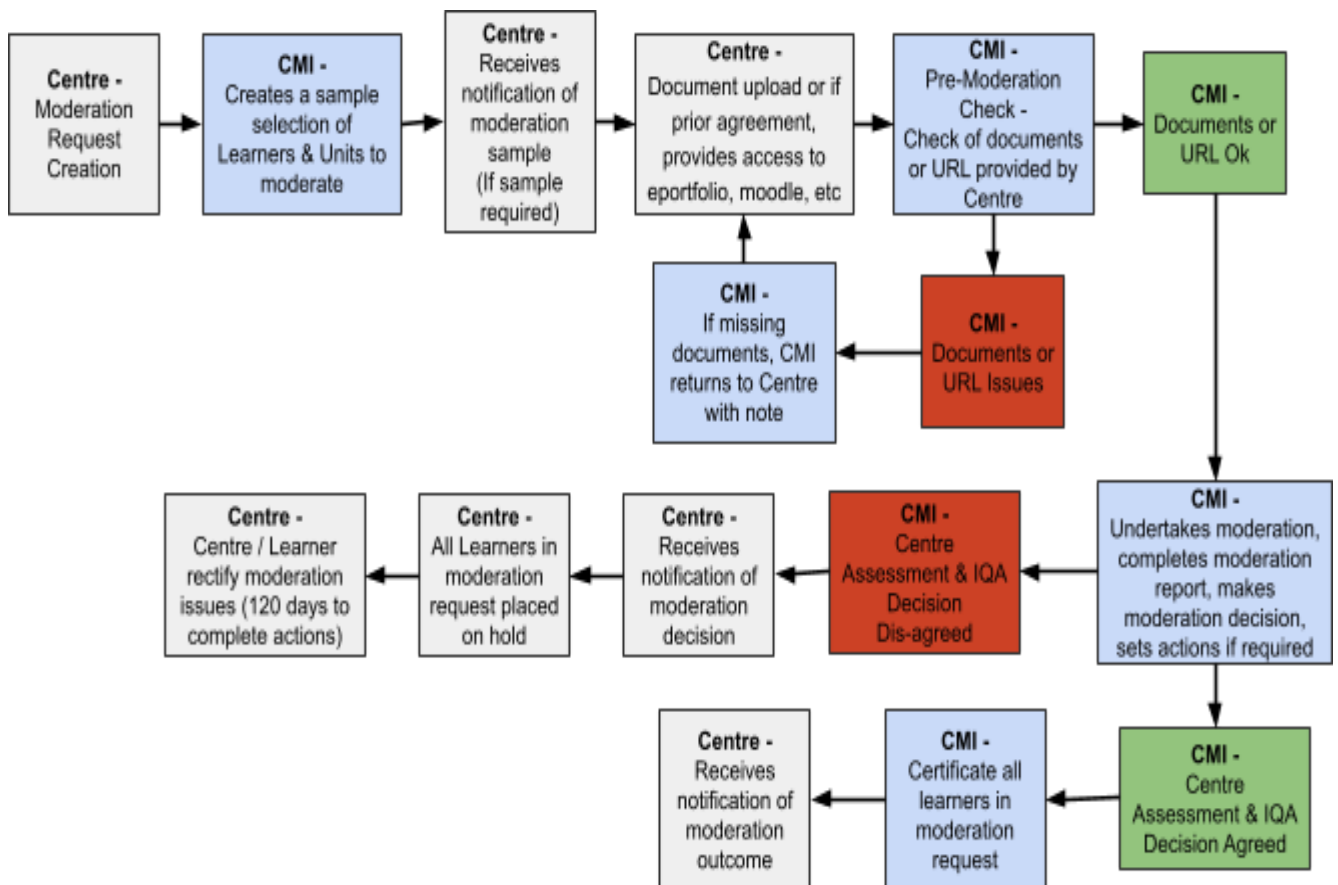 Centre -
Moderation
Request
Creation
CMI -
Creates a sample
selection of
Learners & Units to
moderate
Centre -
Receives
notification of
moderation
sample
(If sample
required)
Centre -
Document upload or if
prior agreement,
provides access to
eportfolio, moodle, etc
CMI -
Pre-Moderation
Check -
Check of documents
or URL provided by
Centre
CMI -
Documents or
URL Ok
CMI -
If missing
documents, CMI
returns to Centre
with note
CMI -
Documents or
URL Issues
Centre -
Centre / Learner
rectify moderation
issues (120 days to
complete actions)
Centre -
All Learners in
moderation
request placed
on hold
Centre -
Receives
notification of
moderation
decision
CMI -
Centre
Assessment & IQA
Decision
Dis-agreed
CMI -
Undertakes moderation,
completes moderation
report, makes
moderation decision,
sets actions if required
Centre -
Receives
notification of
moderation
outcome
CMI -
Certificate all
learners in
moderation
request
CMI -
Centre
Assessment & IQA
Decision Agreed